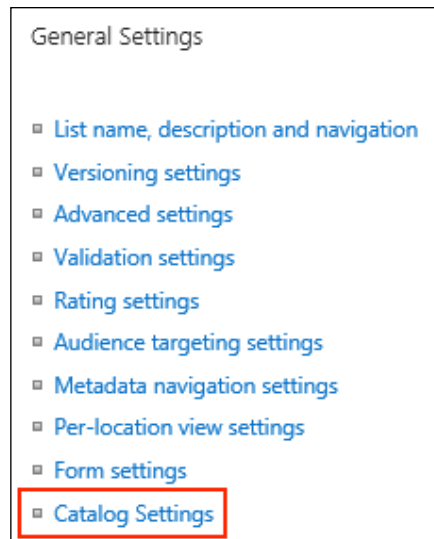 General Settings
List name, description and navigation
Versioning settings
Advanced settings
Validation settings
Rating settings
Audience targeting settings
Metadata navigation settings
Per-location view settings
Form settings
Catalog Settings